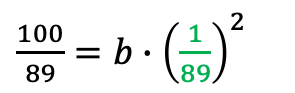 100/89 = b · (1/89)²